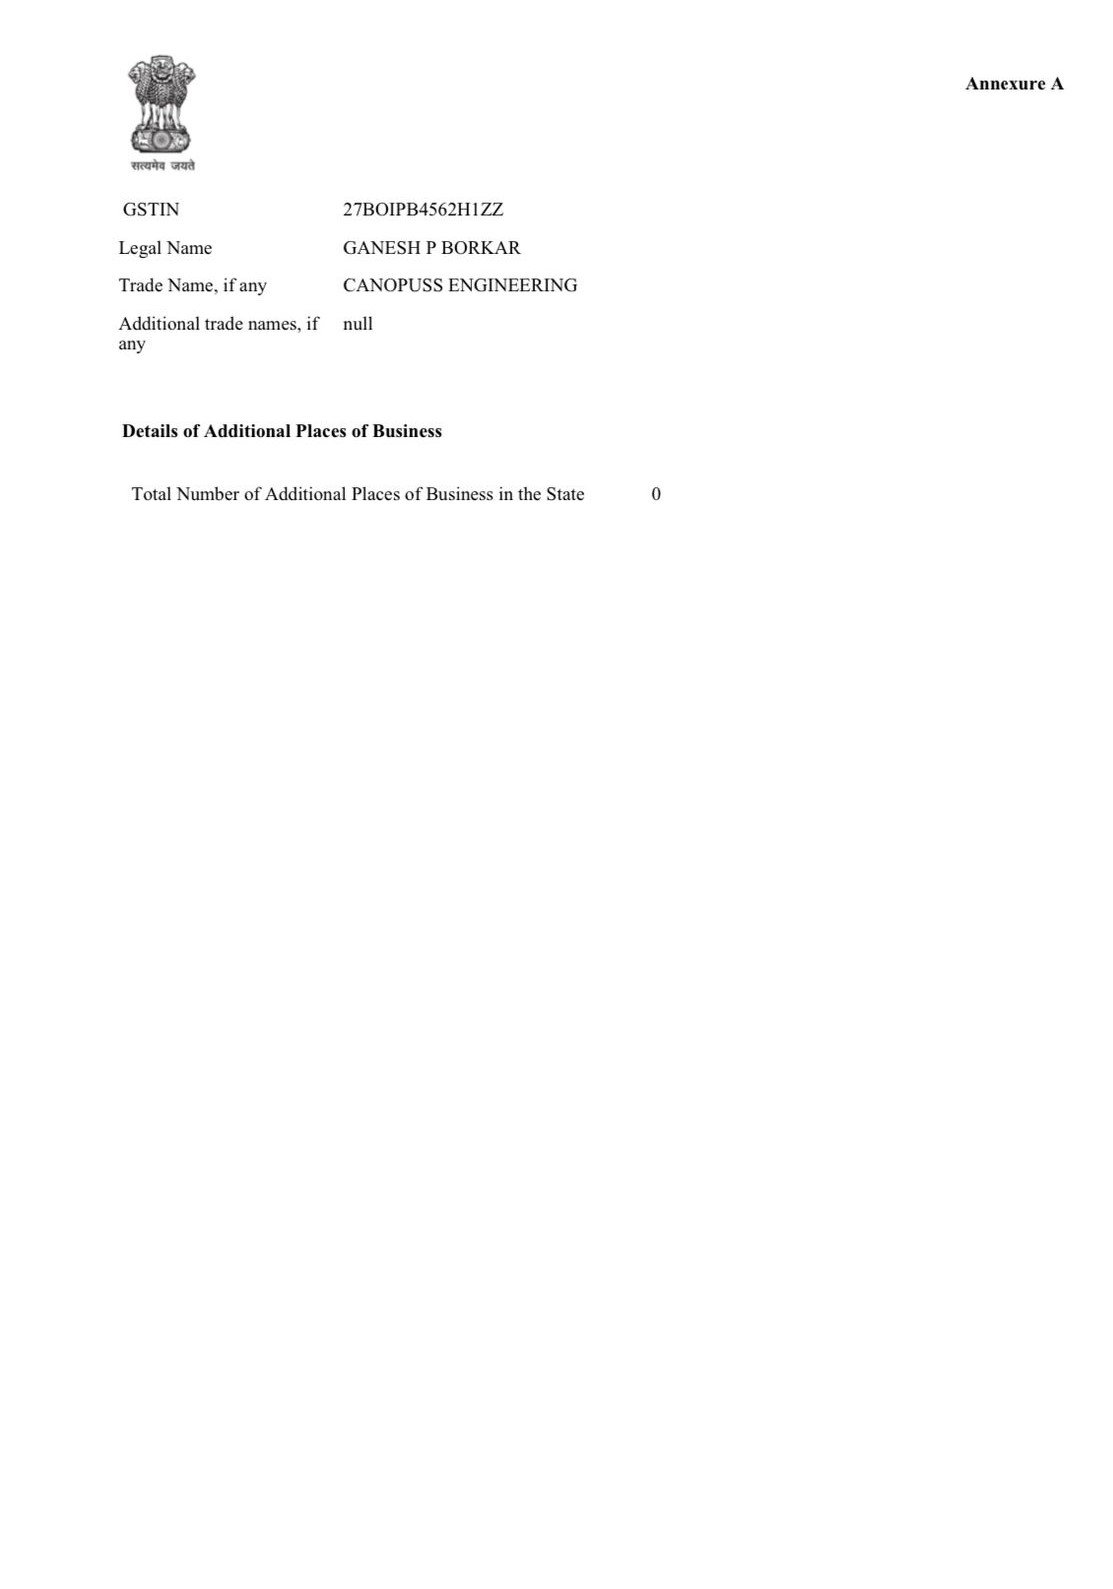 Annexure A
सत्यमेव जयते
GSTIN 27BOIPB4562H1ZZ
Legal Name GANESH P BORKAR
Trade Name, if any CANOPUSS ENGINEERING
Additional trade names, if null
any
Details of Additional Places of Business
Total Number of Additional Places of Business in the State 0